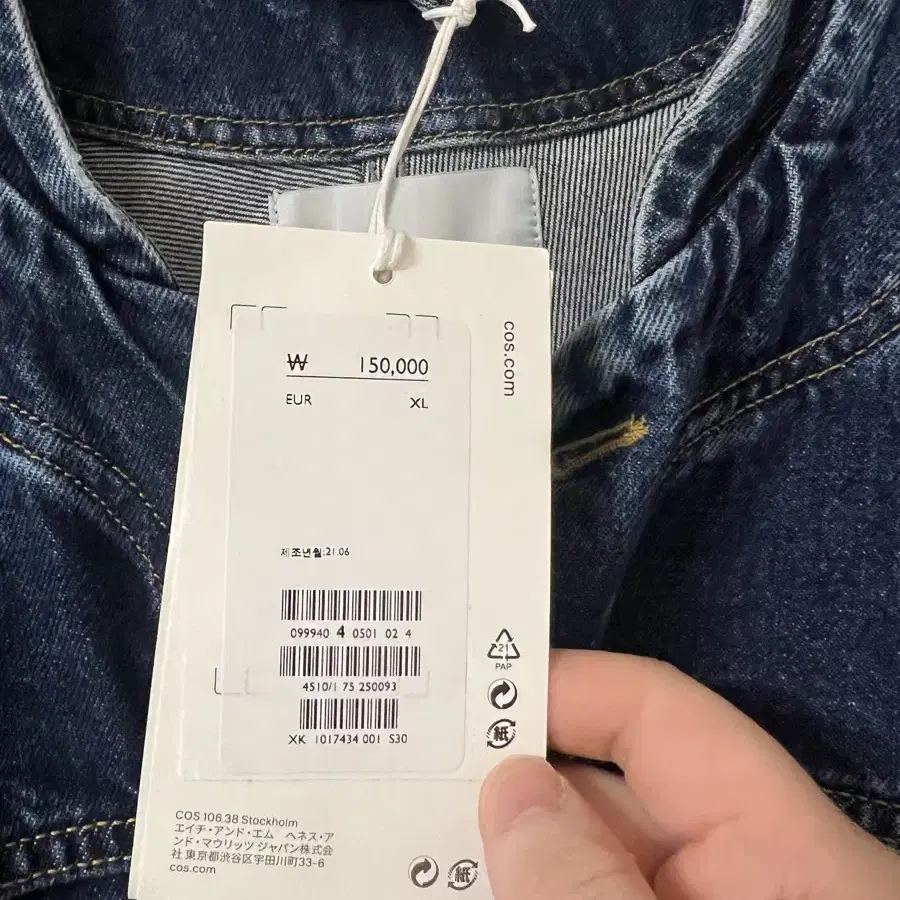 ₩ 150,000
EUR XL
cos.com
제조년월:21.06
099940 4 0501 02 4
21
PAP
4510/1 75 250093
紙
XK 1017434 001 S30
COS 106.38 Stockholm
エイチ・アンド・エム ヘネス・ア
ンド・マウリッツ ジャパン株式会
社 東京都渋谷区宇田川町33-6
cos.com
紙